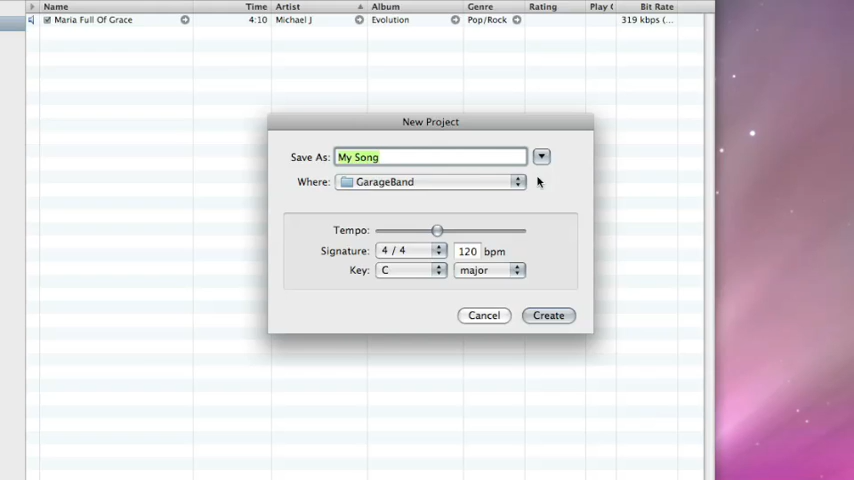 Name Time Artist Album Genre Rating Play Bit Rate
Maria Full Of Grace 4:10 Michael J Evolution Pop/Rock 319 kbps (...
New Project
Save As: My Song
Where: GarageBand
Tempo:
Signature: 4 / 4 120 bpm
Key: C major
Cancel Create